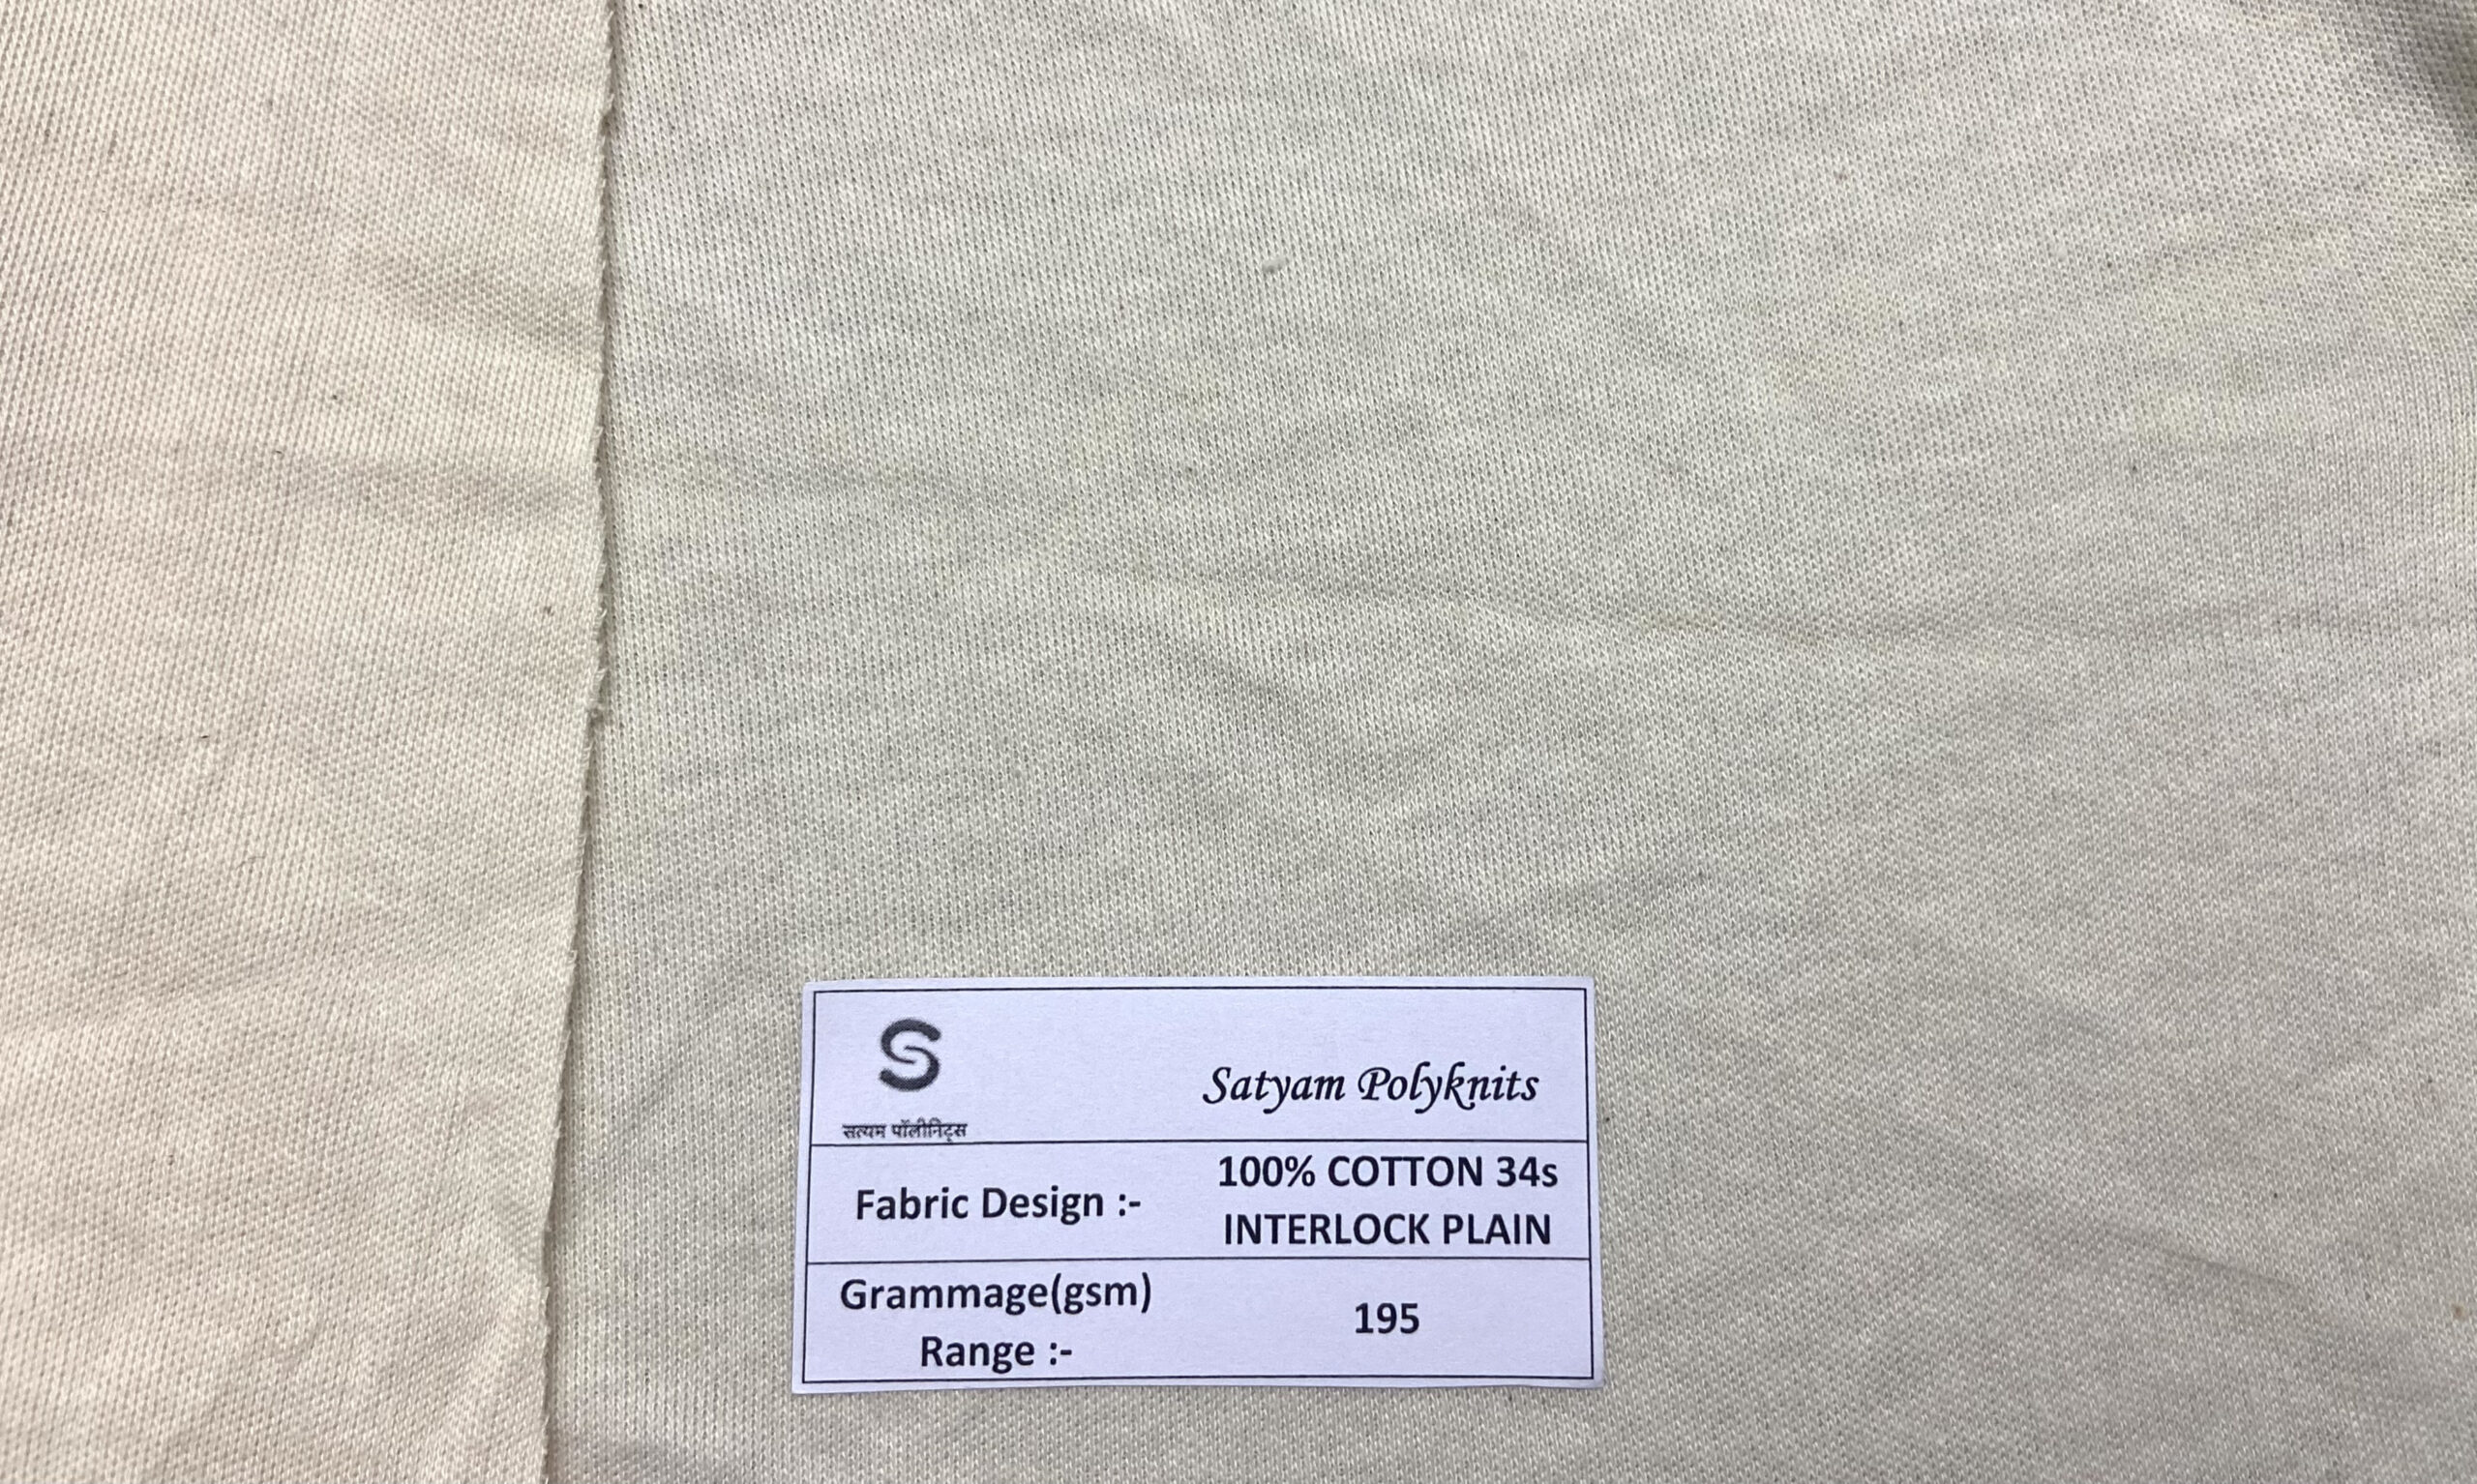 S
Satyam Polyknits
सत्यम पॉलीनिट्स
Fabric Design :-
100% COTTON 34s
INTERLOCK PLAIN
Grammage(gsm)
Range :-
195